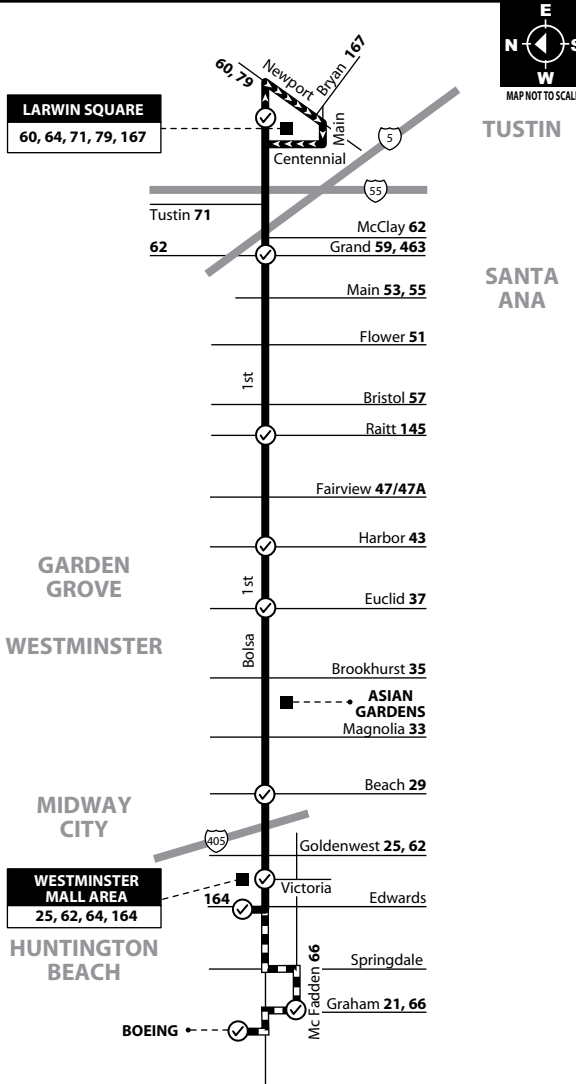 E
N
S
W
MAP NOT TO SCALE
60, 79
Newport
Bryan 167
LARWIN SQUARE
60, 64, 71, 79, 167
Main
Centennial
5
TUSTIN
55
Tustin 71
McClay 62
62
Grand 59, 463
SANTA
ANA
Main 53, 55
Flower 51
1st
Bristol 57
Raitt 145
Fairview 47/47A
Harbor 43
GARDEN
GROVE
1st
Euclid 37
WESTMINSTER
Bolsa
Brookhurst 35
ASIAN
GARDENS
Magnolia 33
Beach 29
MIDWAY
CITY
405
Goldenwest 25, 62
WESTMINSTER
MALL AREA
25, 62, 64, 164
Victoria
164
Edwards
HUNTINGTON
BEACH
Springdale
Mc Fadden 66
Graham 21, 66
BOEING